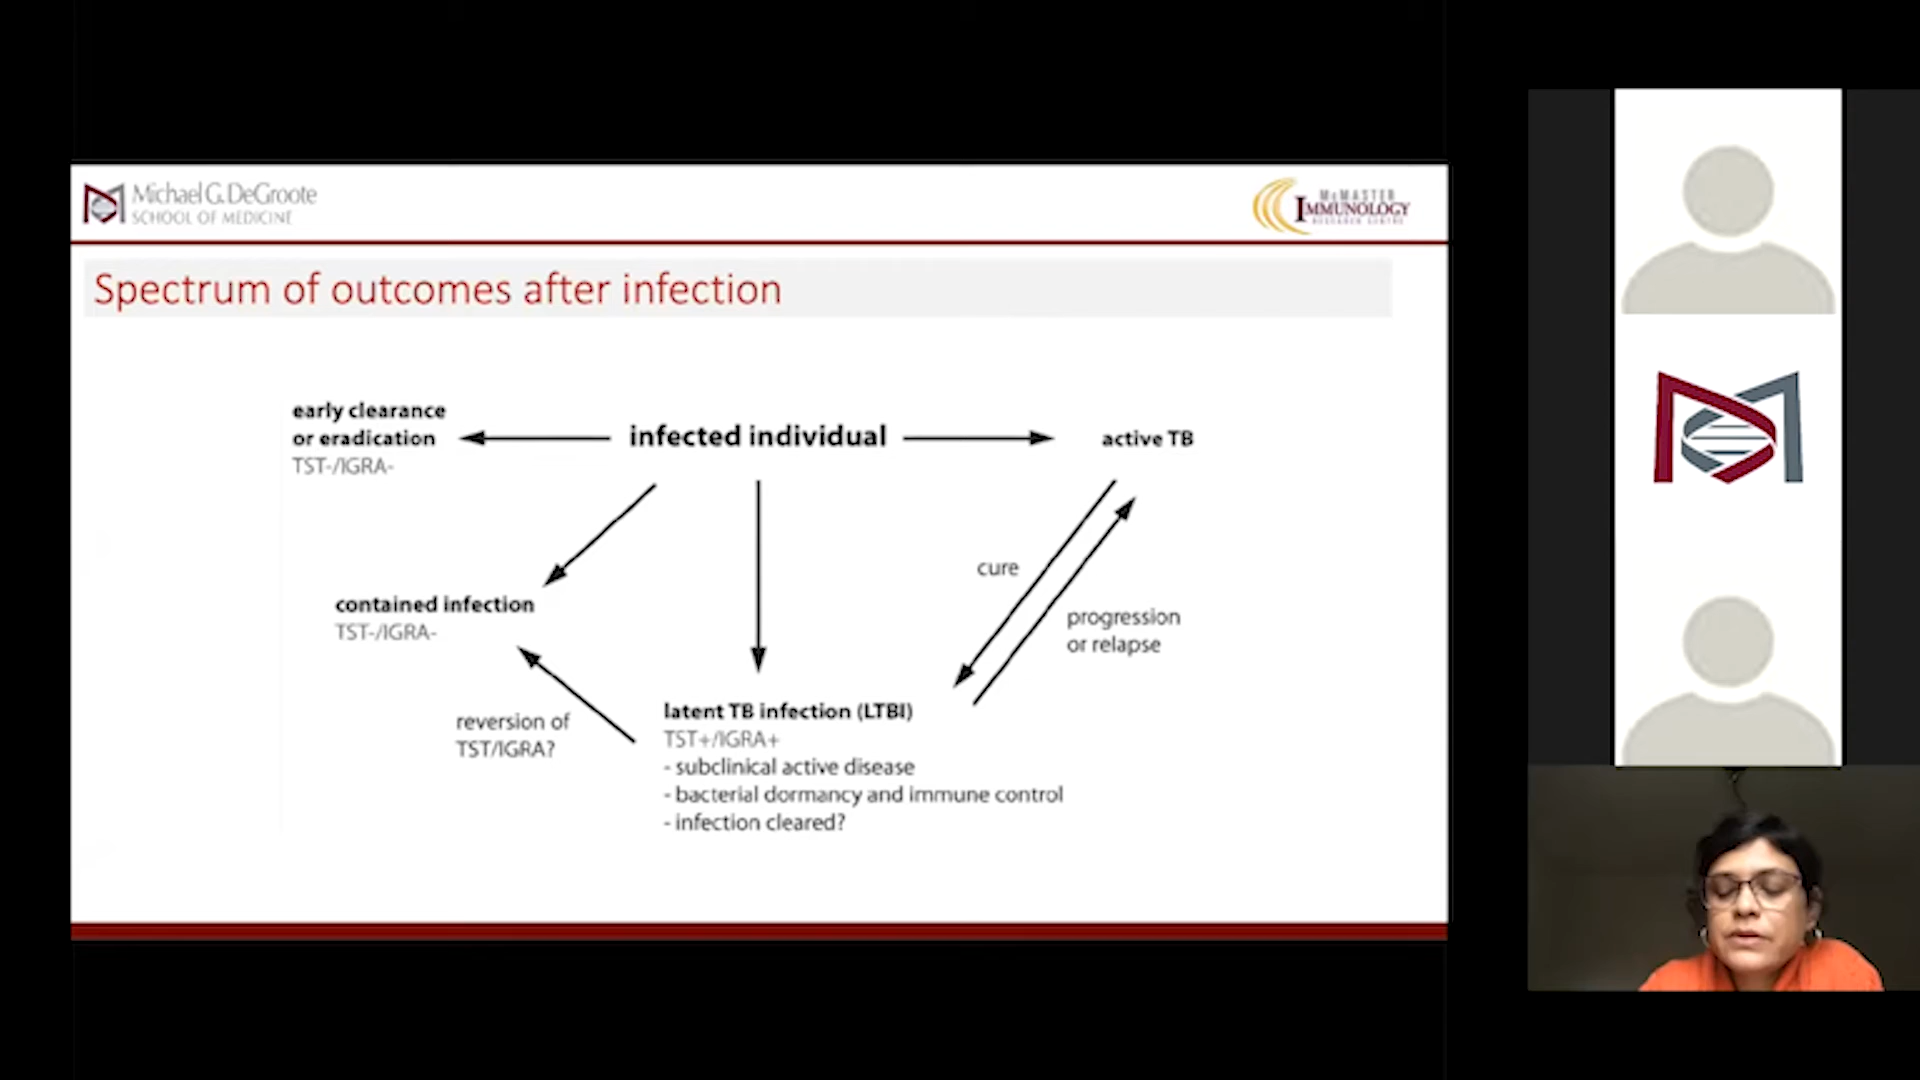 Michael G. DeGroote
SCHOOL OF MEDICINE
McMASTER
IMMUNOLOGY
RESEARCH CENTRE
Spectrum of outcomes after infection
early clearance
or eradication
TST-/IGRA-
infected individual
active TB
contained infection
TST-/IGRA-
cure
progression
or relapse
reversion of
TST/IGRA?
latent TB infection (LTBI)
TST+/IGRA+
- subclinical active disease
- bacterial dormancy and immune control
- infection cleared?